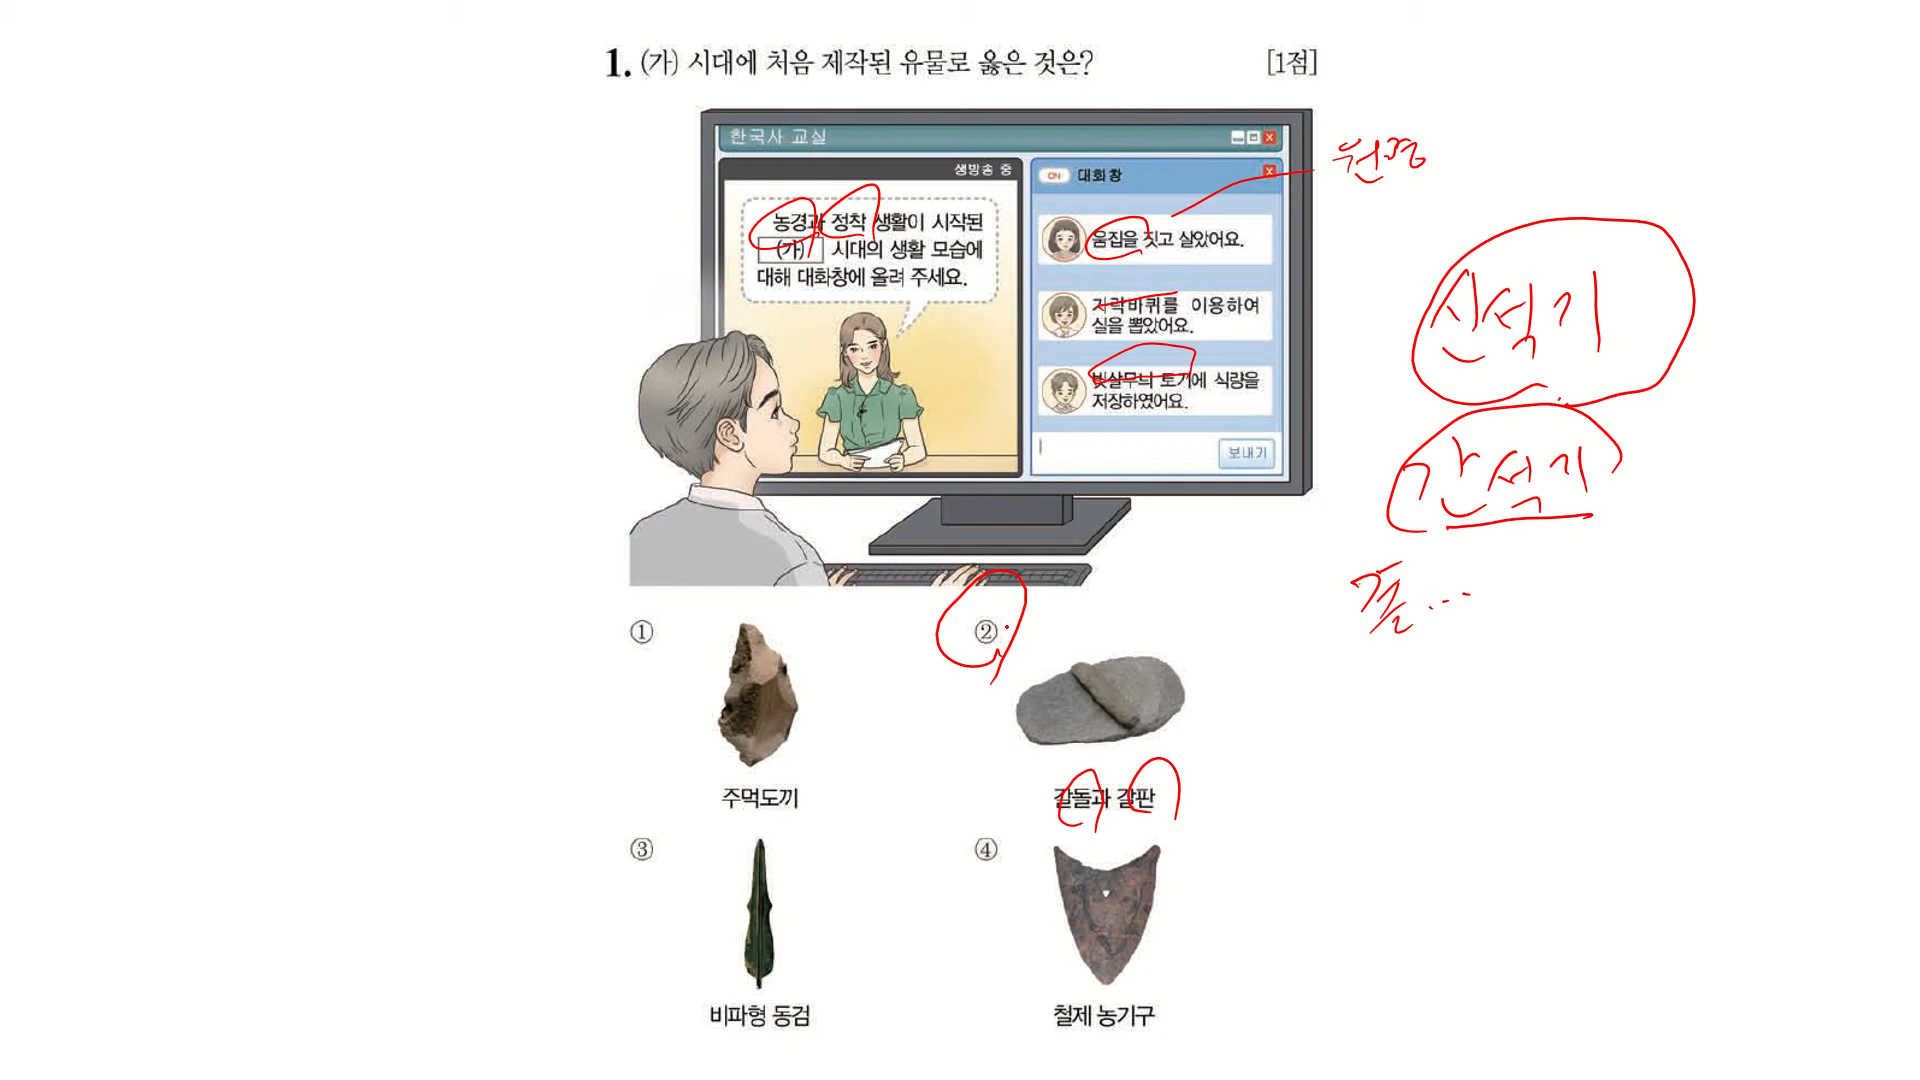 1. (가) 시대에 처음 제작된 유물로 옳은 것은? [1점]
한국사 교실
생방송 중
농경과 정착 생활이 시작된
(가) 시대의 생활 모습에
대해 대화창에 올려 주세요.
ON 대화창
움집을 짓고 살았어요.
가락바퀴를 이용하여
실을 뽑았어요.
빗살무늬 토기에 식량을
저장하였어요.
보내기
원형
신석기
간석기
①
주먹도끼
②
갈돌과 갈판
③
비파형 동검
④
철제 농기구